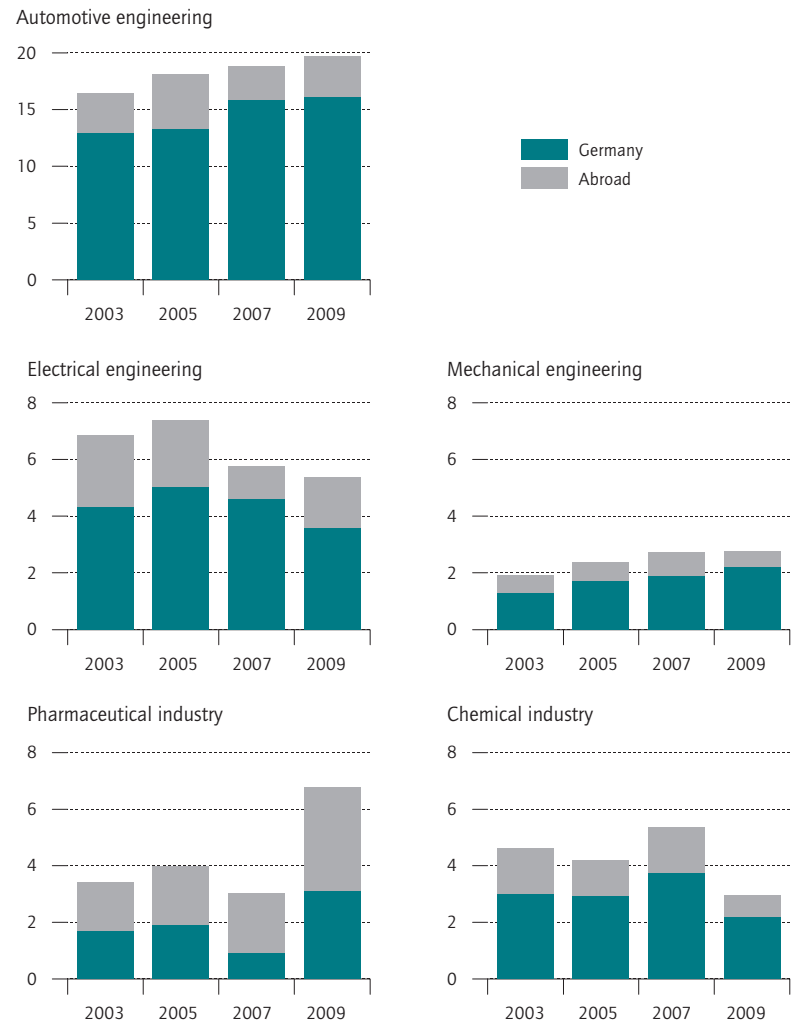 Automotive engineering
20
15
10
5
0
2003 2005 2007 2009
Germany
Abroad
Electrical engineering
8
6
4
2
0
2003 2005 2007 2009
Mechanical engineering
8
6
4
2
0
2003 2005 2007 2009
Pharmaceutical industry
8
6
4
2
0
2003 2005 2007 2009
Chemical industry
8
6
4
2
0
2003 2005 2007 2009